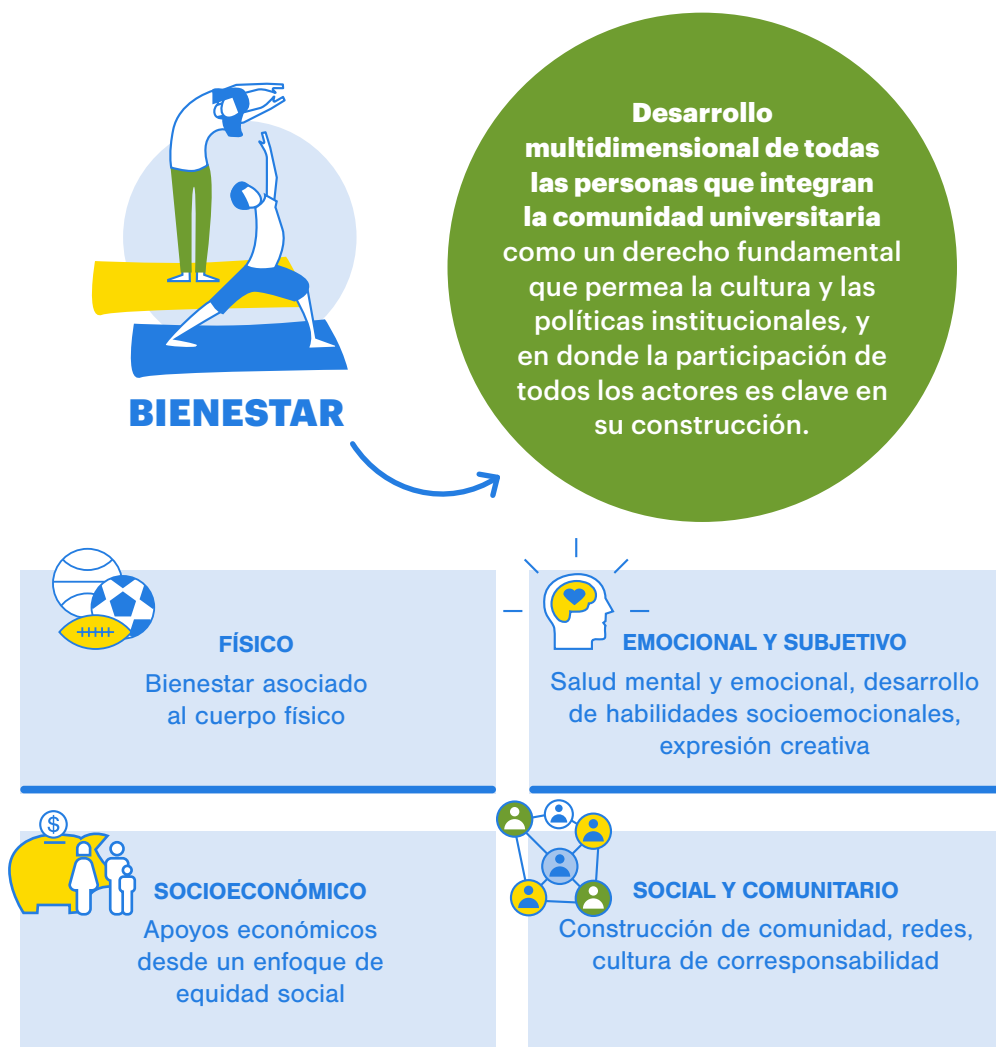 Desarrollo
multidimensional de todas
las personas que integran
la comunidad universitaria
como un derecho fundamental
que permea la cultura y las
políticas institucionales, y
en donde la participación de
todos los actores es clave en
su construcción.
BIENESTAR
FÍSICO
Bienestar asociado
al cuerpo físico
EMOCIONAL Y SUBJETIVO
Salud mental y emocional, desarrollo
de habilidades socioemocionales,
expresión creativa
$
SOCIOECONÓMICO
Apoyos económicos
desde un enfoque de
equidad social
SOCIAL Y COMUNITARIO
Construcción de comunidad, redes,
cultura de corresponsabilidad